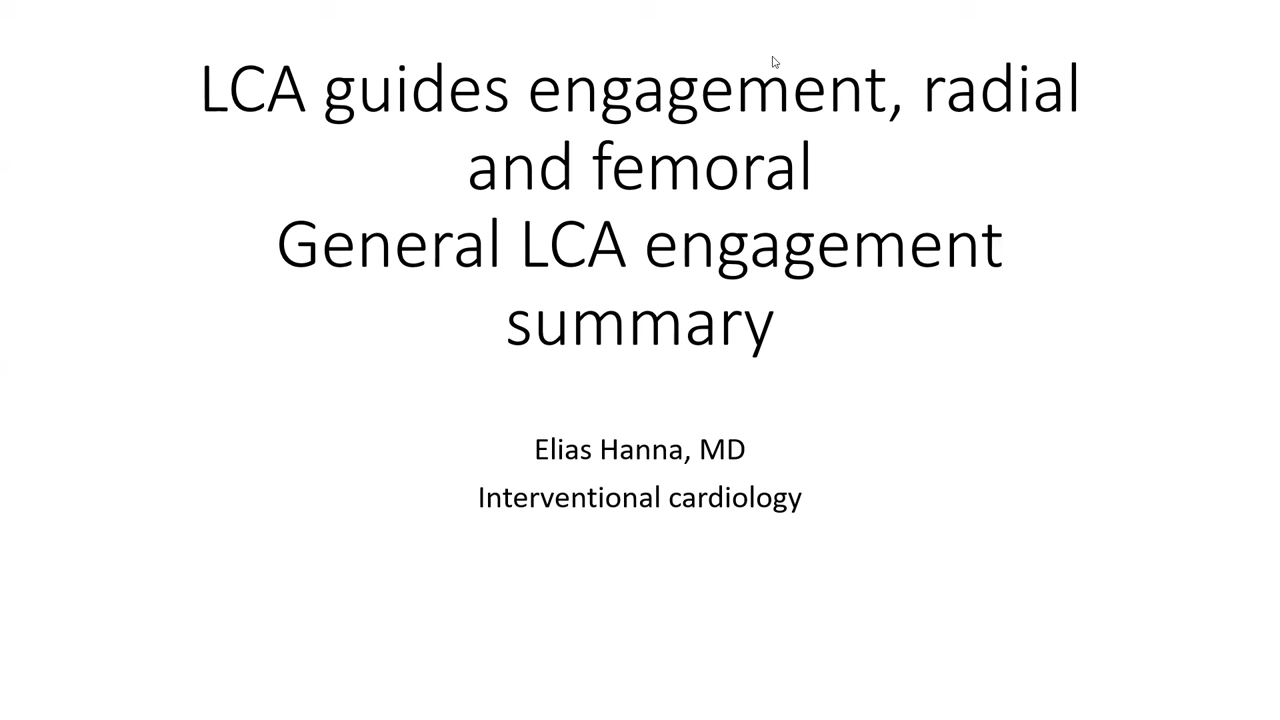 LCA guides engagement, radial
and femoral
General LCA engagement
summary
Elias Hanna, MD
Interventional cardiology